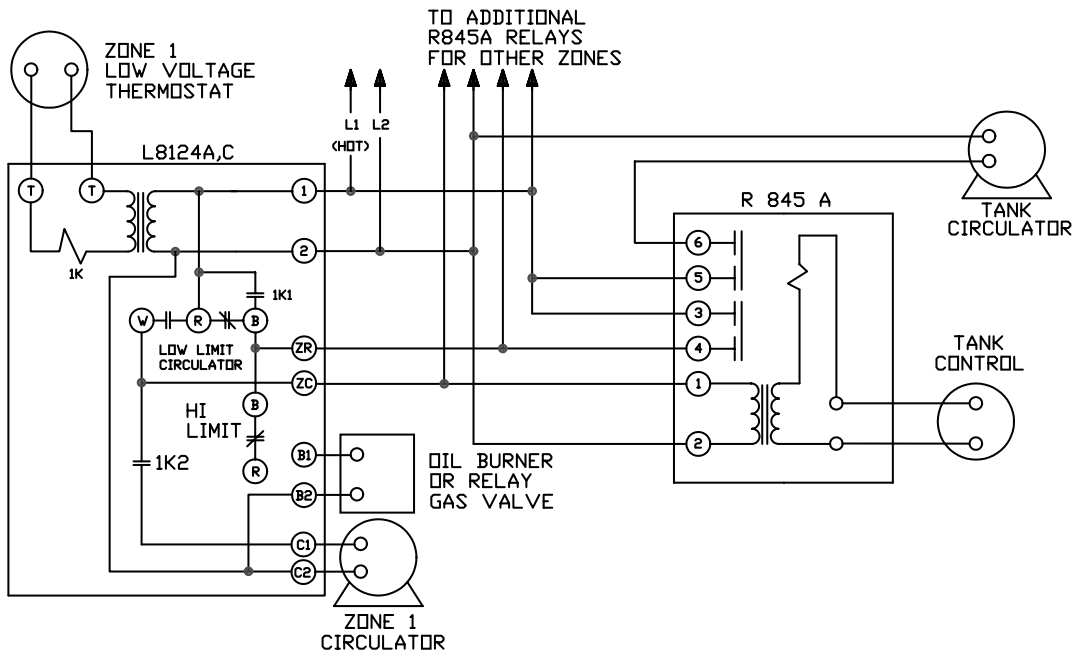 TO ADDITIONAL
R845A RELAYS
FOR OTHER ZONES
ZONE 1
LOW VOLTAGE
THERMOSTAT
L1 L2
(HOT)
L8124A,C
T T
1
2
1K
1K1
W R B
LOW LIMIT
CIRCULATOR
ZR
ZC
HI
LIMIT
B
R
1K2
B1
B2
C1
C2
OIL BURNER
OR RELAY
GAS VALVE
ZONE 1
CIRCULATOR
R 845 A
6
5
3
4
1
2
TANK
CIRCULATOR
TANK
CONTROL